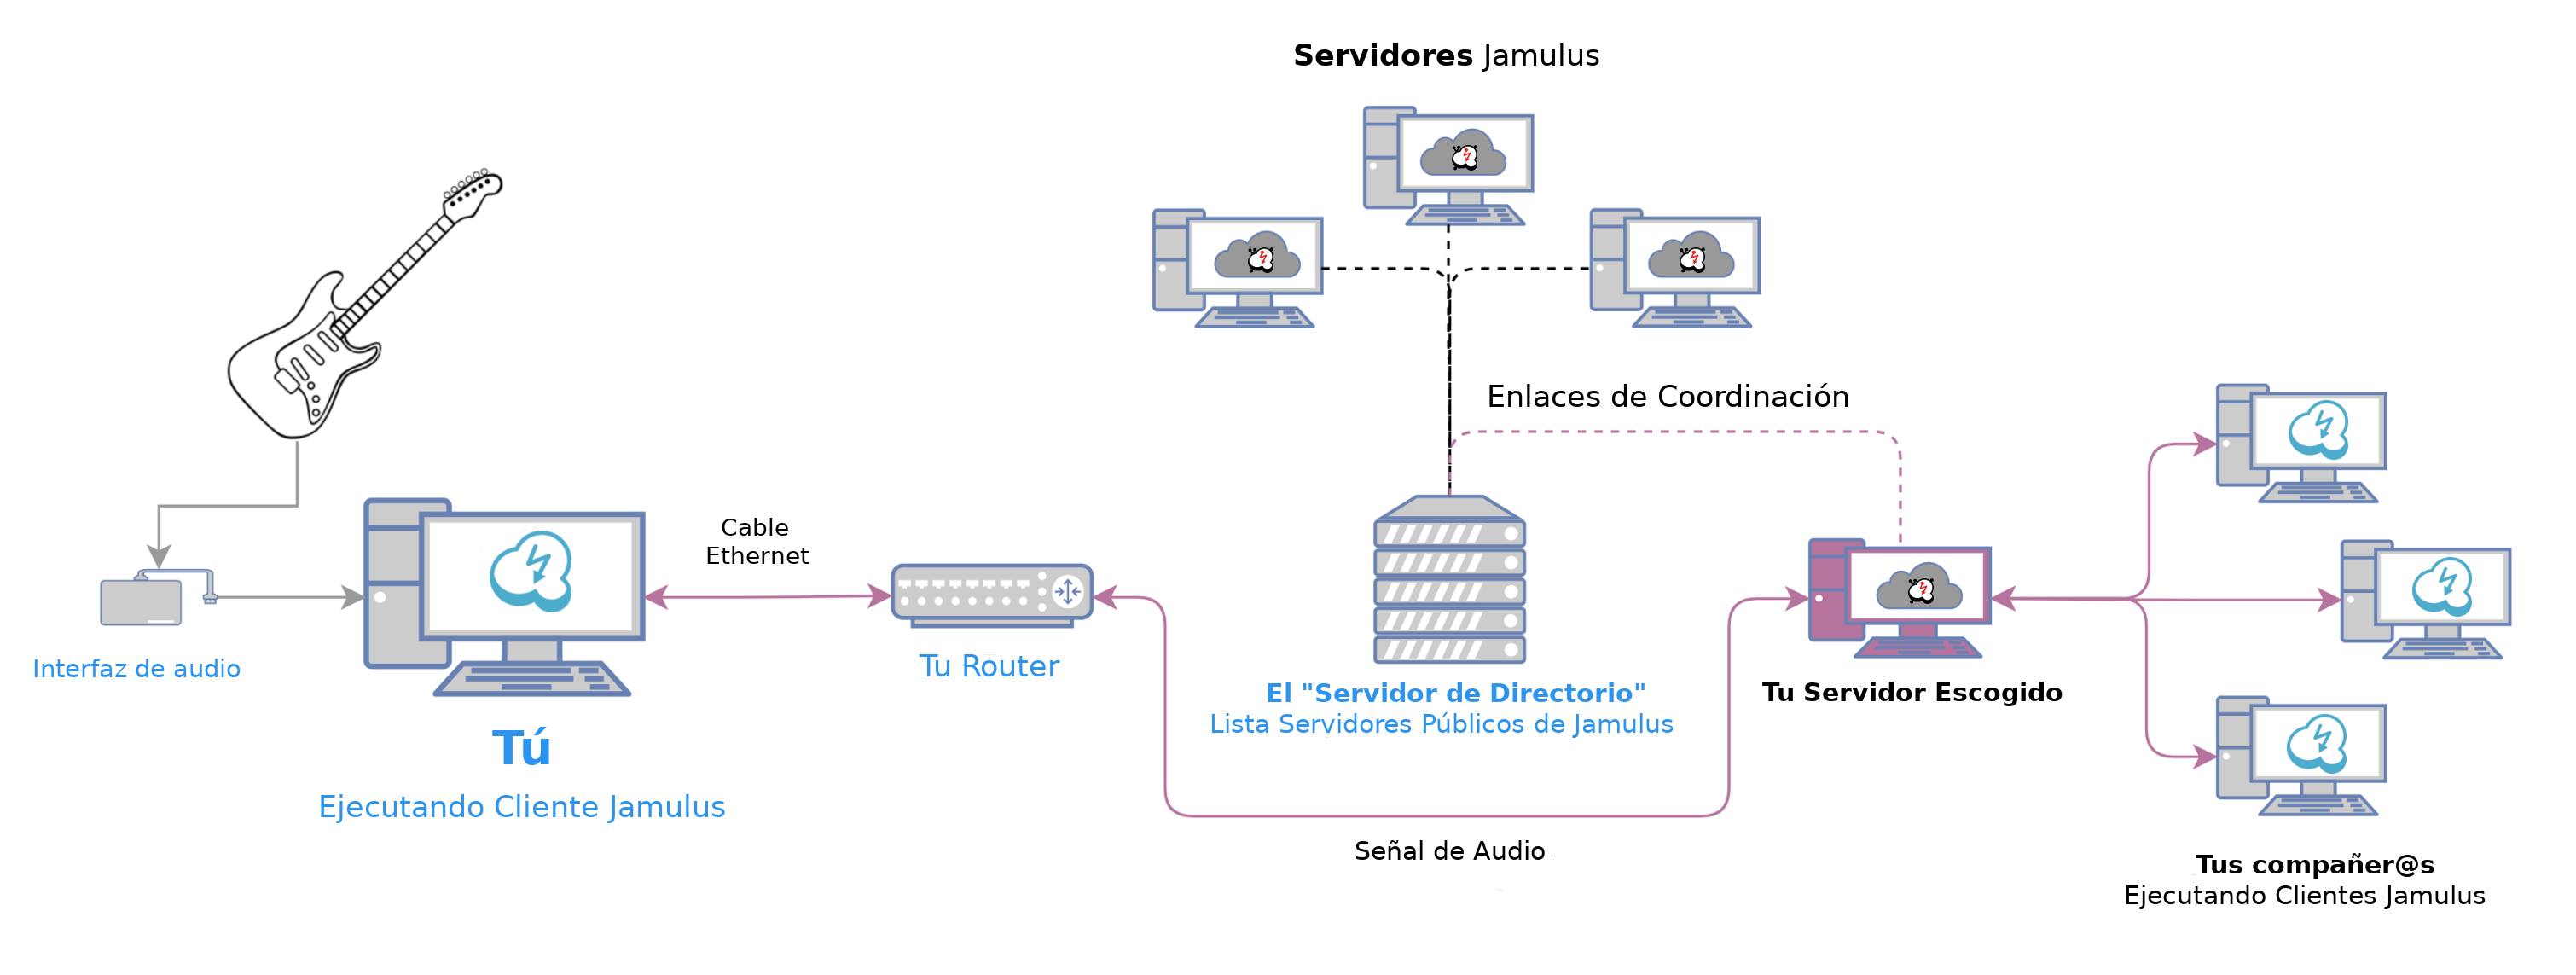 Servidores Jamulus
Enlaces de Coordinación
Cable
Ethernet
Interfaz de audio
Tu Router
Tú
Ejecutando Cliente Jamulus
El "Servidor de Directorio"
Lista Servidores Públicos de Jamulus
Tu Servidor Escogido
Señal de Audio
Tus compañer@s
Ejecutando Clientes Jamulus